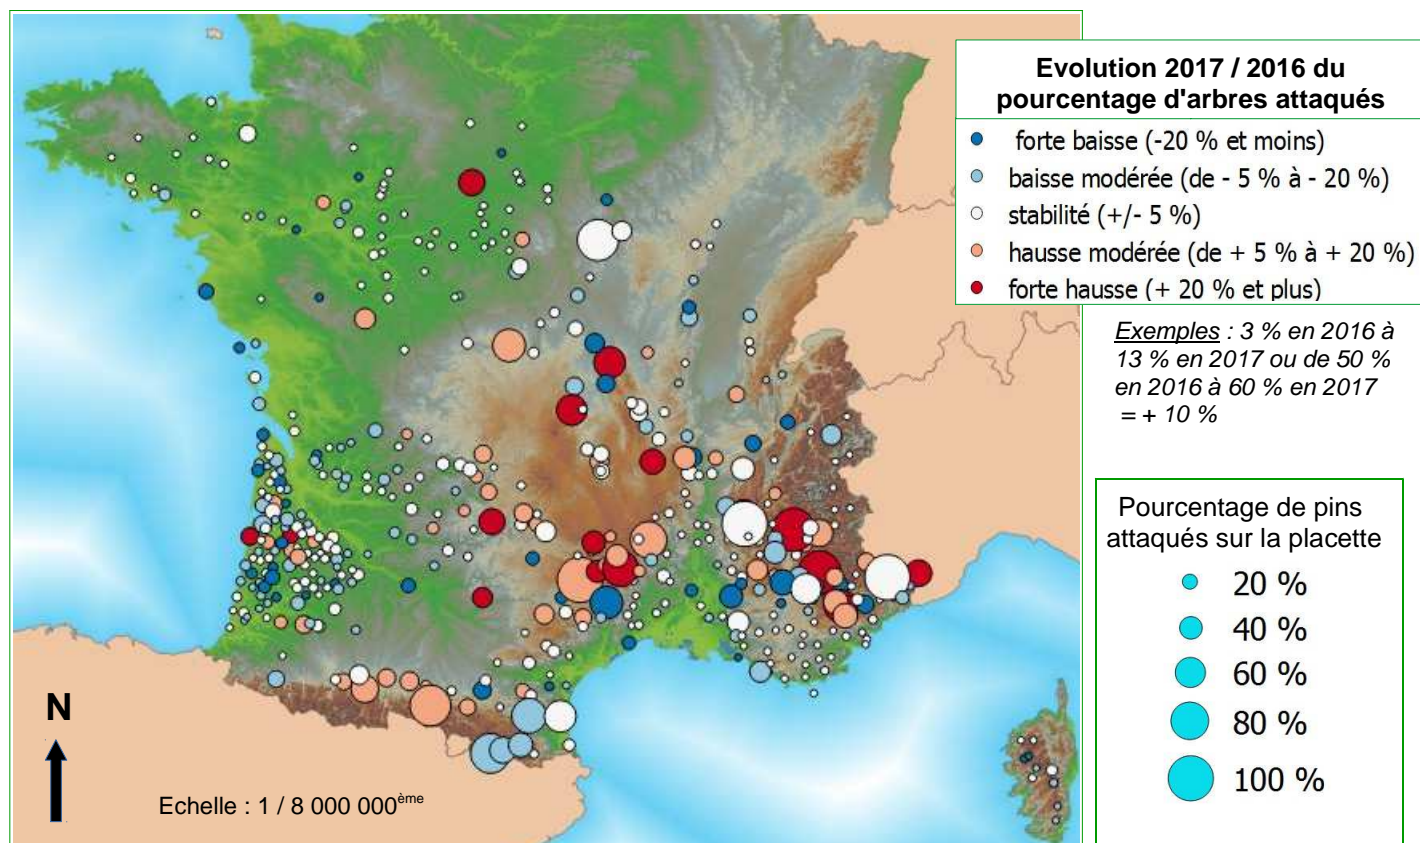 Evolution 2017 / 2016 du
pourcentage d'arbres attaqués
forte baisse (-20 % et moins)
baisse modérée (de - 5 % à - 20 %)
stabilité (+/- 5 %)
hausse modérée (de + 5 % à + 20 %)
forte hausse (+ 20 % et plus)
Exemples : 3 % en 2016 à
13 % en 2017 ou de 50 %
en 2016 à 60 % en 2017
= + 10 %
Pourcentage de pins
attaqués sur la placette
20 %
40 %
60 %
80 %
100 %
N
Echelle : 1 / 8 000 000ème